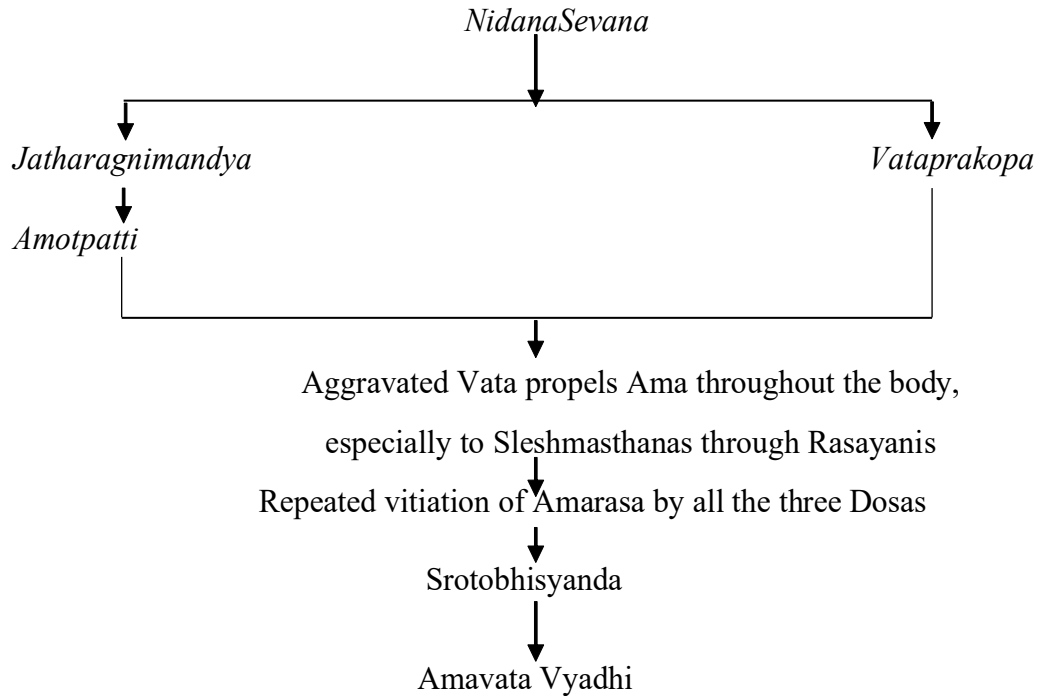 NidanaSevana
Jatharagnimandya
Vataprakopa
Amotpatti
Aggravated Vata propels Ama throughout the body,
especially to Sleshmasthanas through Rasayanis
Repeated vitiation of Amarasa by all the three Dosas
Srotobhisyanda
Amavata Vyadhi